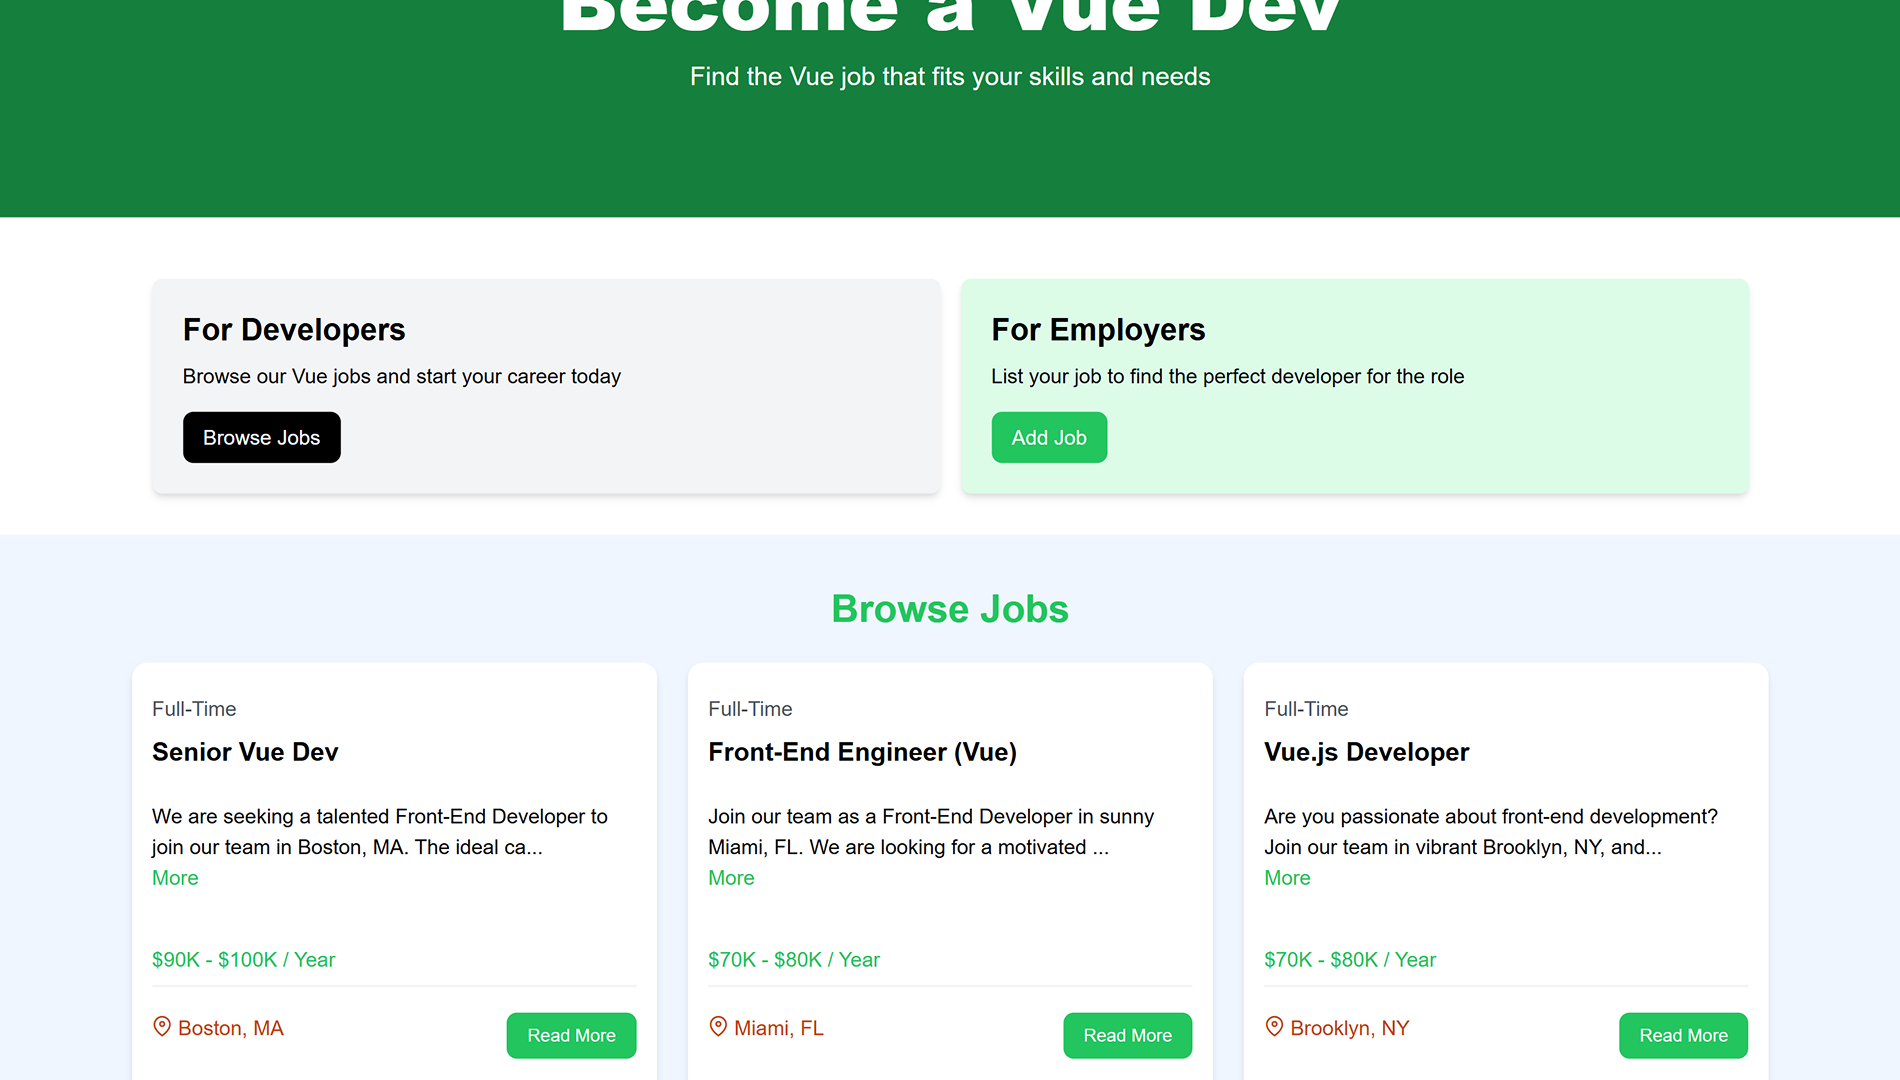 Become a Vue Dev
Find the Vue job that fits your skills and needs
For Developers
Browse our Vue jobs and start your career today
Browse Jobs
For Employers
List your job to find the perfect developer for the role
Add Job
Browse Jobs
Full-Time
Senior Vue Dev
We are seeking a talented Front-End Developer to
join our team in Boston, MA. The ideal ca...
More
$90K - $100K / Year
Boston, MA
Read More
Full-Time
Front-End Engineer (Vue)
Join our team as a Front-End Developer in sunny
Miami, FL. We are looking for a motivated ...
More
$70K - $80K / Year
Miami, FL
Read More
Full-Time
Vue.js Developer
Are you passionate about front-end development?
Join our team in vibrant Brooklyn, NY, and...
More
$70K - $80K / Year
Brooklyn, NY
Read More